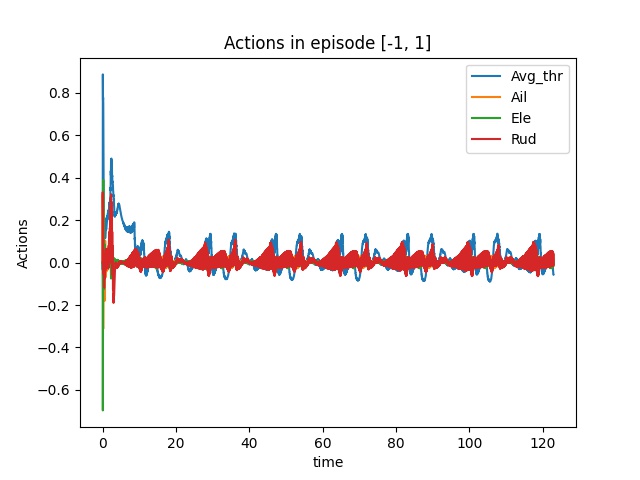 Actions in episode [-1, 1]
Avg_thr
Ail
Ele
Rud
Actions
0.8
0.6
0.4
0.2
0.0
−0.2
−0.4
−0.6
0 20 40 60 80 100 120
time